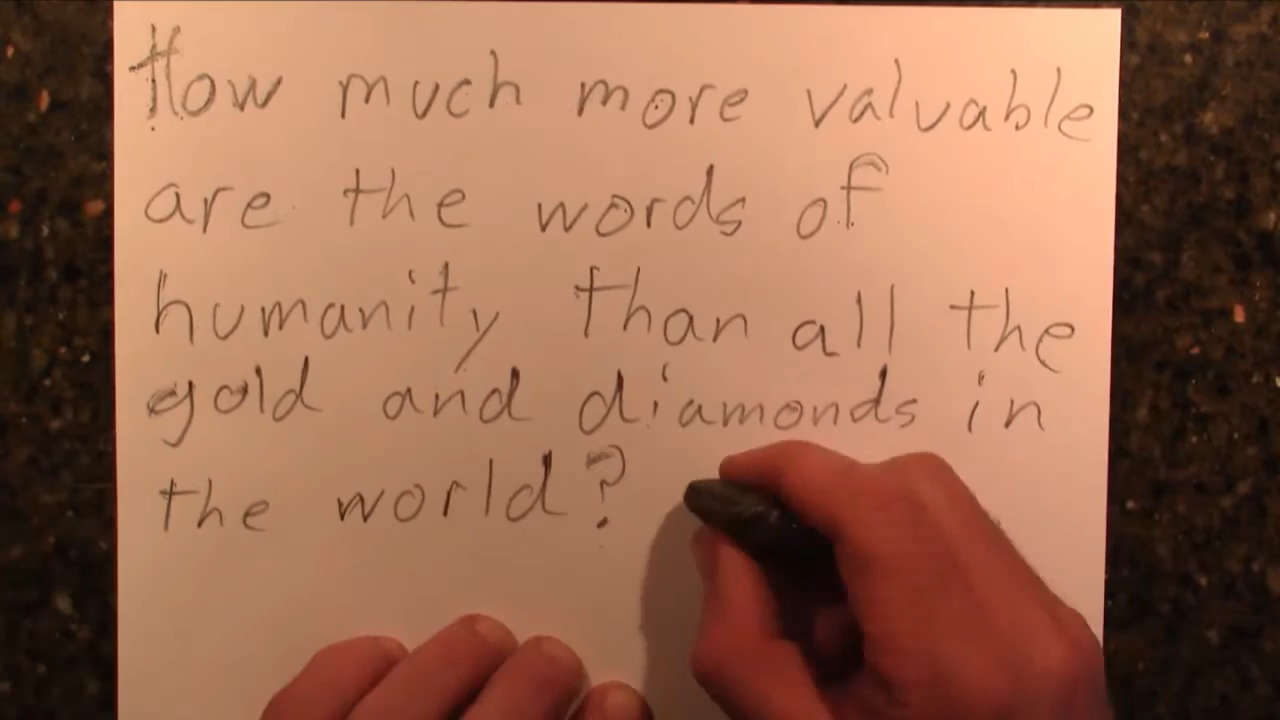 How much more valuable
are the words of
humanity than all the
gold and diamonds in
the world?